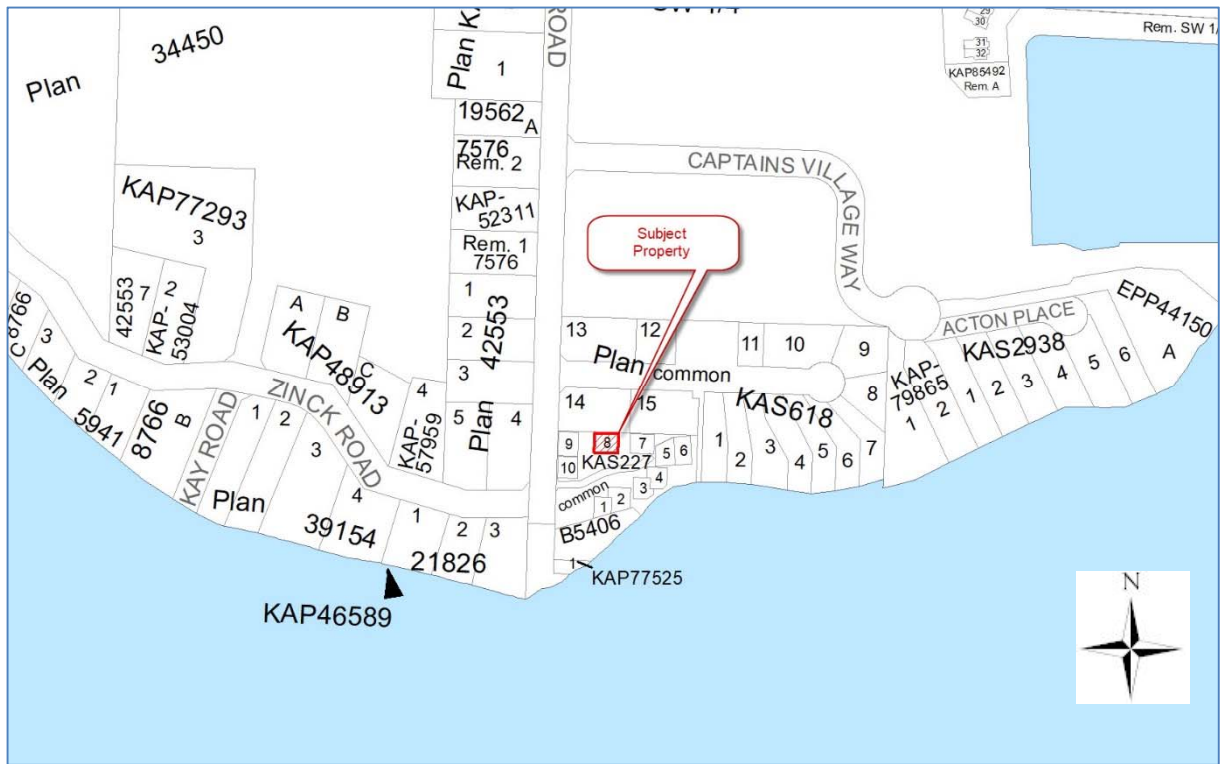 34450
Plan
Plan
1
ROAD
29
30
31
32
KAP85492
Rem. A
Rem. SW 1/
19562
A
7576
Rem. 2
KAP-
52311
Rem. 1
7576
CAPTAINS VILLAGE WAY
KAP77293
3
Subject
Property
42553
7
2
KAP-
53004
A
B
KAP48913
C
1
2
3
42553
Plan
5
4
4
KAP-
57959
13
12
11
10
9
Plan
common
8
KAS618
14
15
ACTON PLACE
EPP44150
KAS2938
KAP-
79865
1
2
1
2
3
4
5
6
A
8766
C
3
Plan
5941
2
1
8766
B
KAY ROAD
ZINCK ROAD
1
2
3
4
Plan
39154
1
2
3
21826
9
8
7
5
6
10
KAS227
4
3
common
1
2
B5406
1
KAP77525
1
2
3
4
5
6
7
KAP46589
N